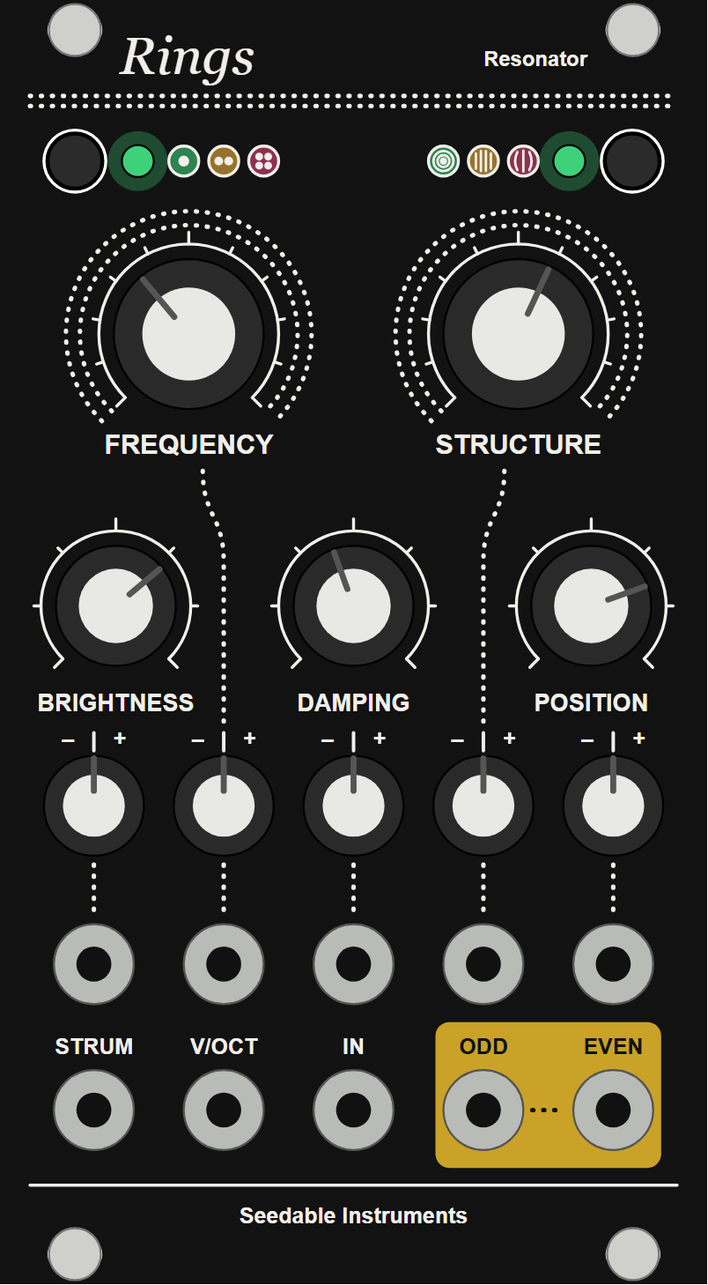 Rings
Resonator
FREQUENCY STRUCTURE
BRIGHTNESS DAMPING POSITION
– + – + – + – + – +
STRUM V/OCT IN ODD EVEN
Seedable Instruments